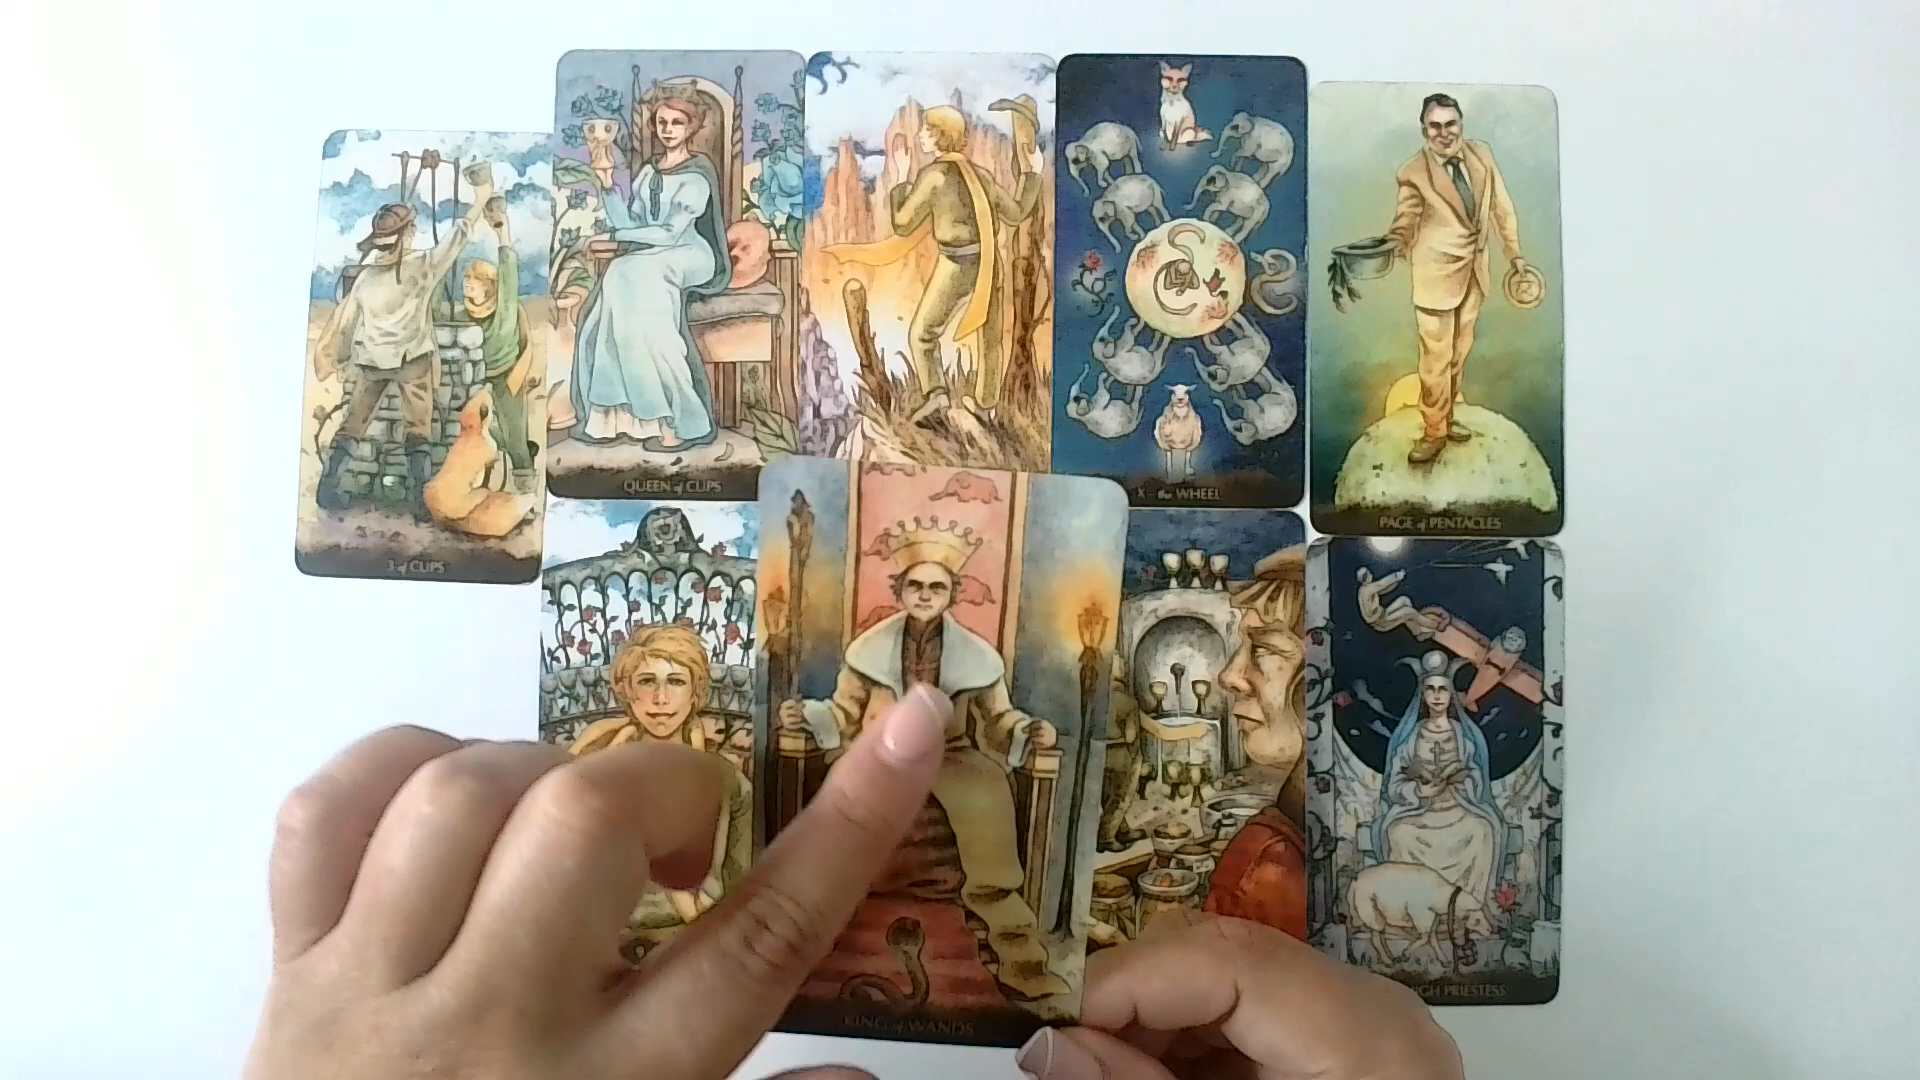 3 of CUPS
QUEEN of CUPS
X - the WHEEL
PAGE of PENTACLES
KING of WANDS
HIGH PRIESTESS